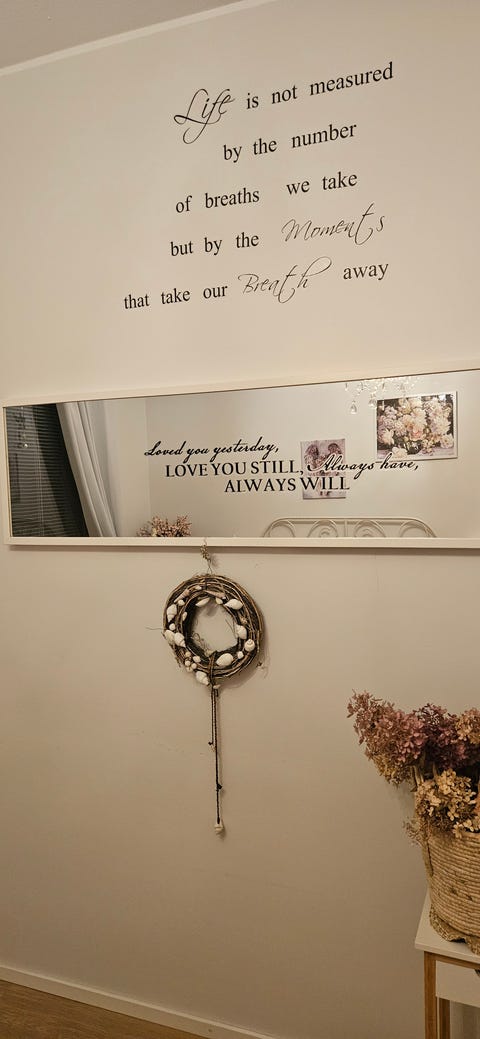 Life is not measured
by the number
of breaths we take
but by the Moments
that take our Breath away
Loved you yesterday,
LOVE YOU STILL, Always have,
ALWAYS WILL